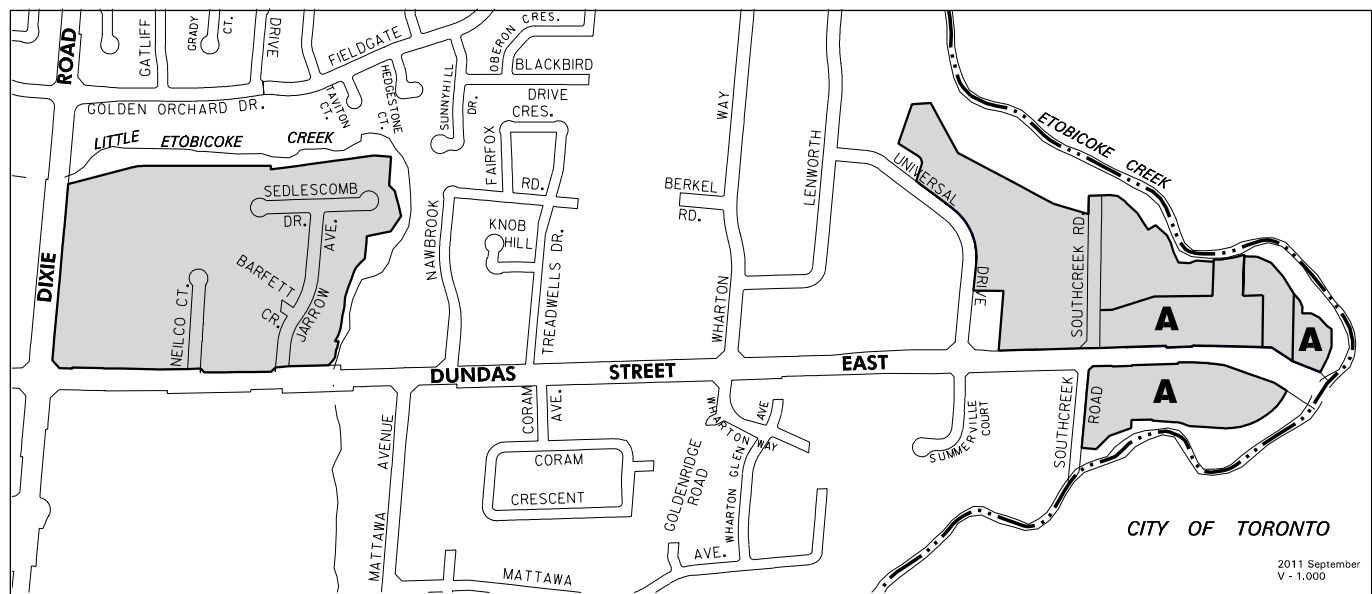 ROAD
GATLIFF
GRADY
CT.
DRIVE
FIELDGATE
OBERON CRES.
BLACKBIRD
DRIVE
GOLDEN ORCHARD DR.
TAVITON
CT.
HEDGESTONE
CT.
SUNNYHILL
DR.
CRES.
FAIRFOX
RD.
WAY
LENWORTH
LITTLE ETOBICOKE CREEK
ETOBICOKE CREEK
SEDLESCOMB
DR.
AVE.
JARROW
BARFETT
CR.
NEILCO CT.
DIXIE
NAWBROOK
KNOB
HILL
TREADWELLS DR.
BERKEL
RD.
WHARTON
UNIVERSAL
DRIVE
SOUTHCREEK RD.
A
A
A
DUNDAS STREET EAST
MATTAWA AVENUE
CORAM
AVE.
CORAM
CRESCENT
WHARTON WAY
AVE
WHARTON GLEN
GOLDENRIDGE
ROAD
SUMMERVILLE
COURT
SOUTHCREEK
ROAD
MATTAWA
AVE.
CITY OF TORONTO
2011 September
V - 1.000